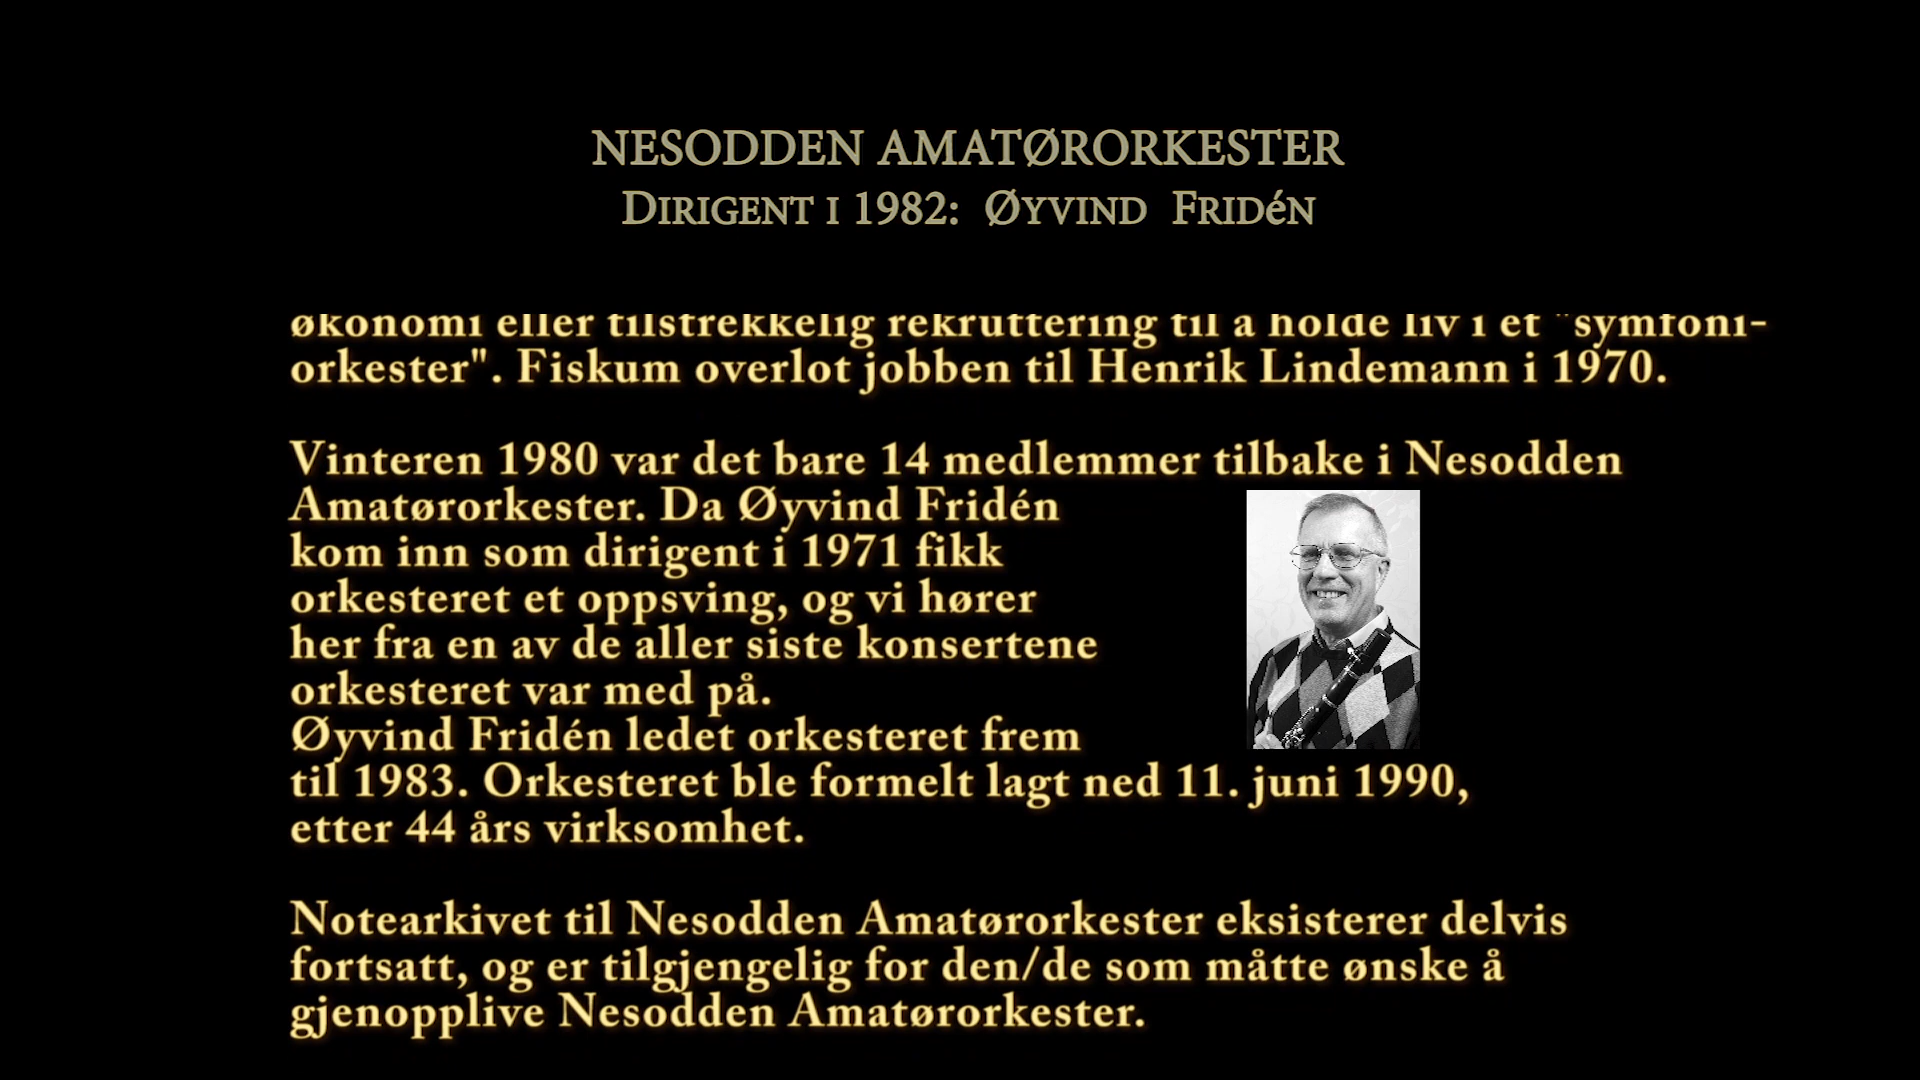 NESODDEN AMATØRORKESTER
DIRIGENT I 1982: ØYVIND FRIDéN
økonomi eller tilstrekkelig rekruttering til å holde liv i et "symfoni-
orkester". Fiskum overlot jobben til Henrik Lindemann i 1970.
Vinteren 1980 var det bare 14 medlemmer tilbake i Nesodden
Amatørorkester. Da Øyvind Fridén
kom inn som dirigent i 1971 fikk
orkesteret et oppsving, og vi hører
her fra en av de aller siste konsertene
orkesteret var med på.
Øyvind Fridén ledet orkesteret frem
til 1983. Orkesteret ble formelt lagt ned 11. juni 1990,
etter 44 års virksomhet.
Notearkivet til Nesodden Amatørorkester eksisterer delvis
fortsatt, og er tilgjengelig for den/de som måtte ønske å
gjenopplive Nesodden Amatørorkester.